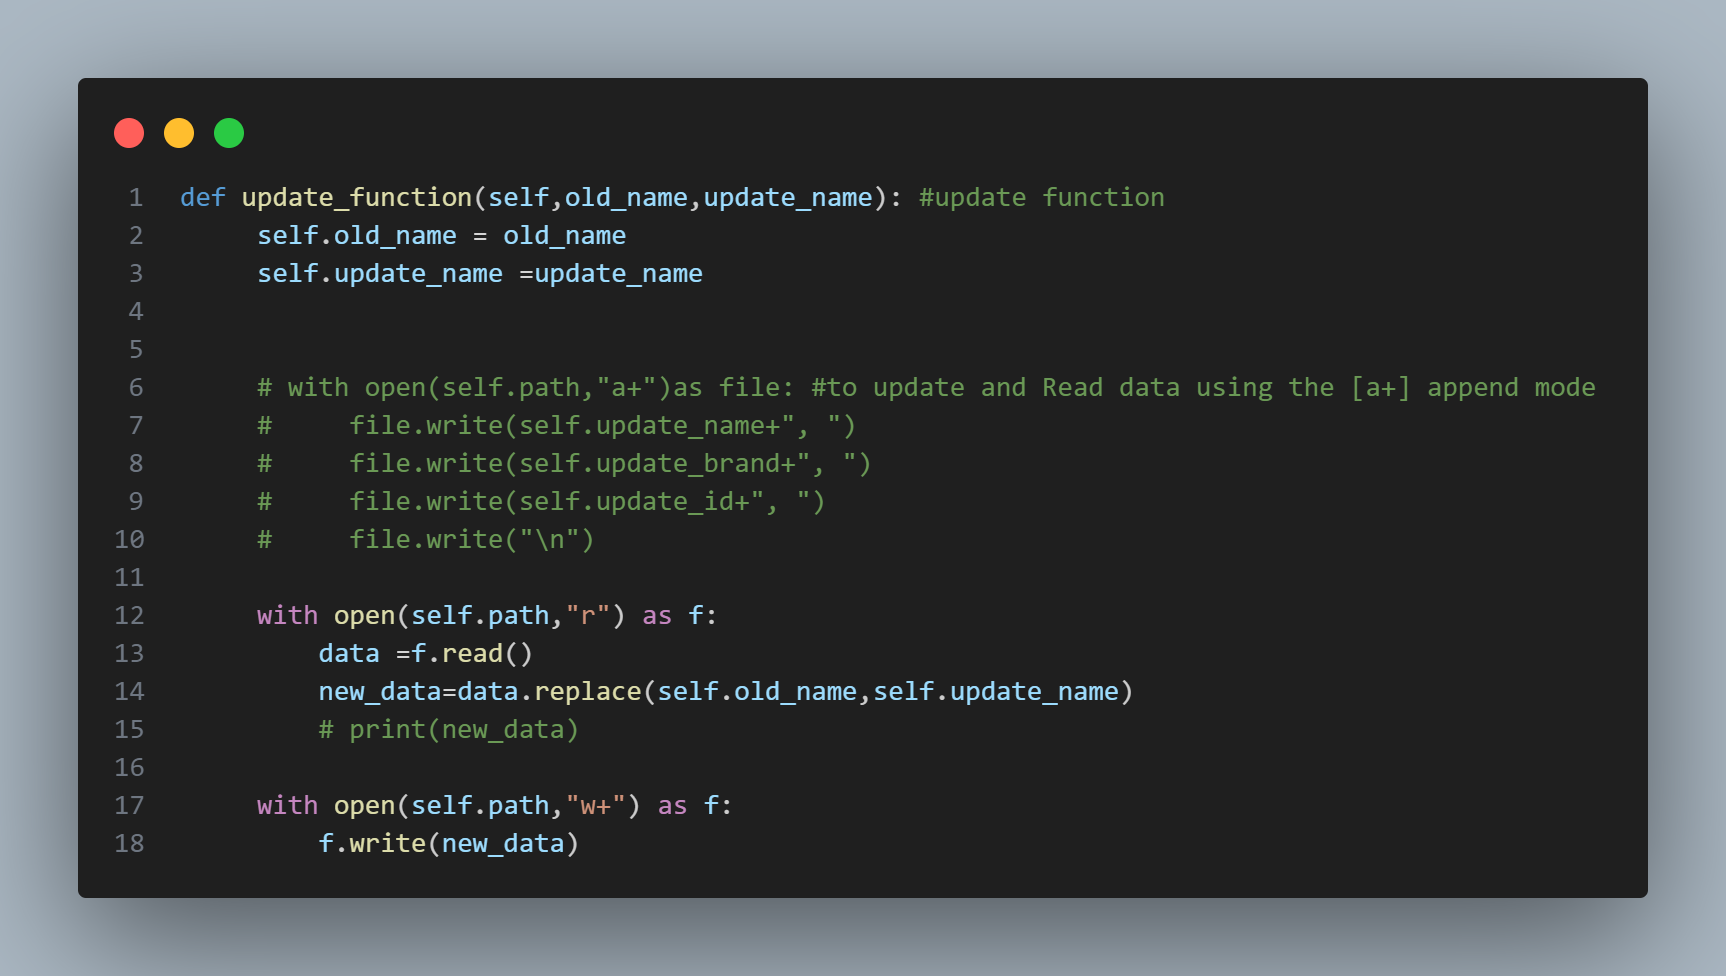 1 def update_function(self,old_name,update_name): #update function
2     self.old_name = old_name
3     self.update_name =update_name
4
5
6     # with open(self.path,"a+")as file: #to update and Read data using the [a+] append mode
7     #     file.write(self.update_name+", ")
8     #     file.write(self.update_brand+", ")
9     #     file.write(self.update_id+", ")
10     #     file.write("\n")
11
12     with open(self.path,"r") as f:
13         data =f.read()
14         new_data=data.replace(self.old_name,self.update_name)
15         # print(new_data)
16
17     with open(self.path,"w+") as f:
18         f.write(new_data)